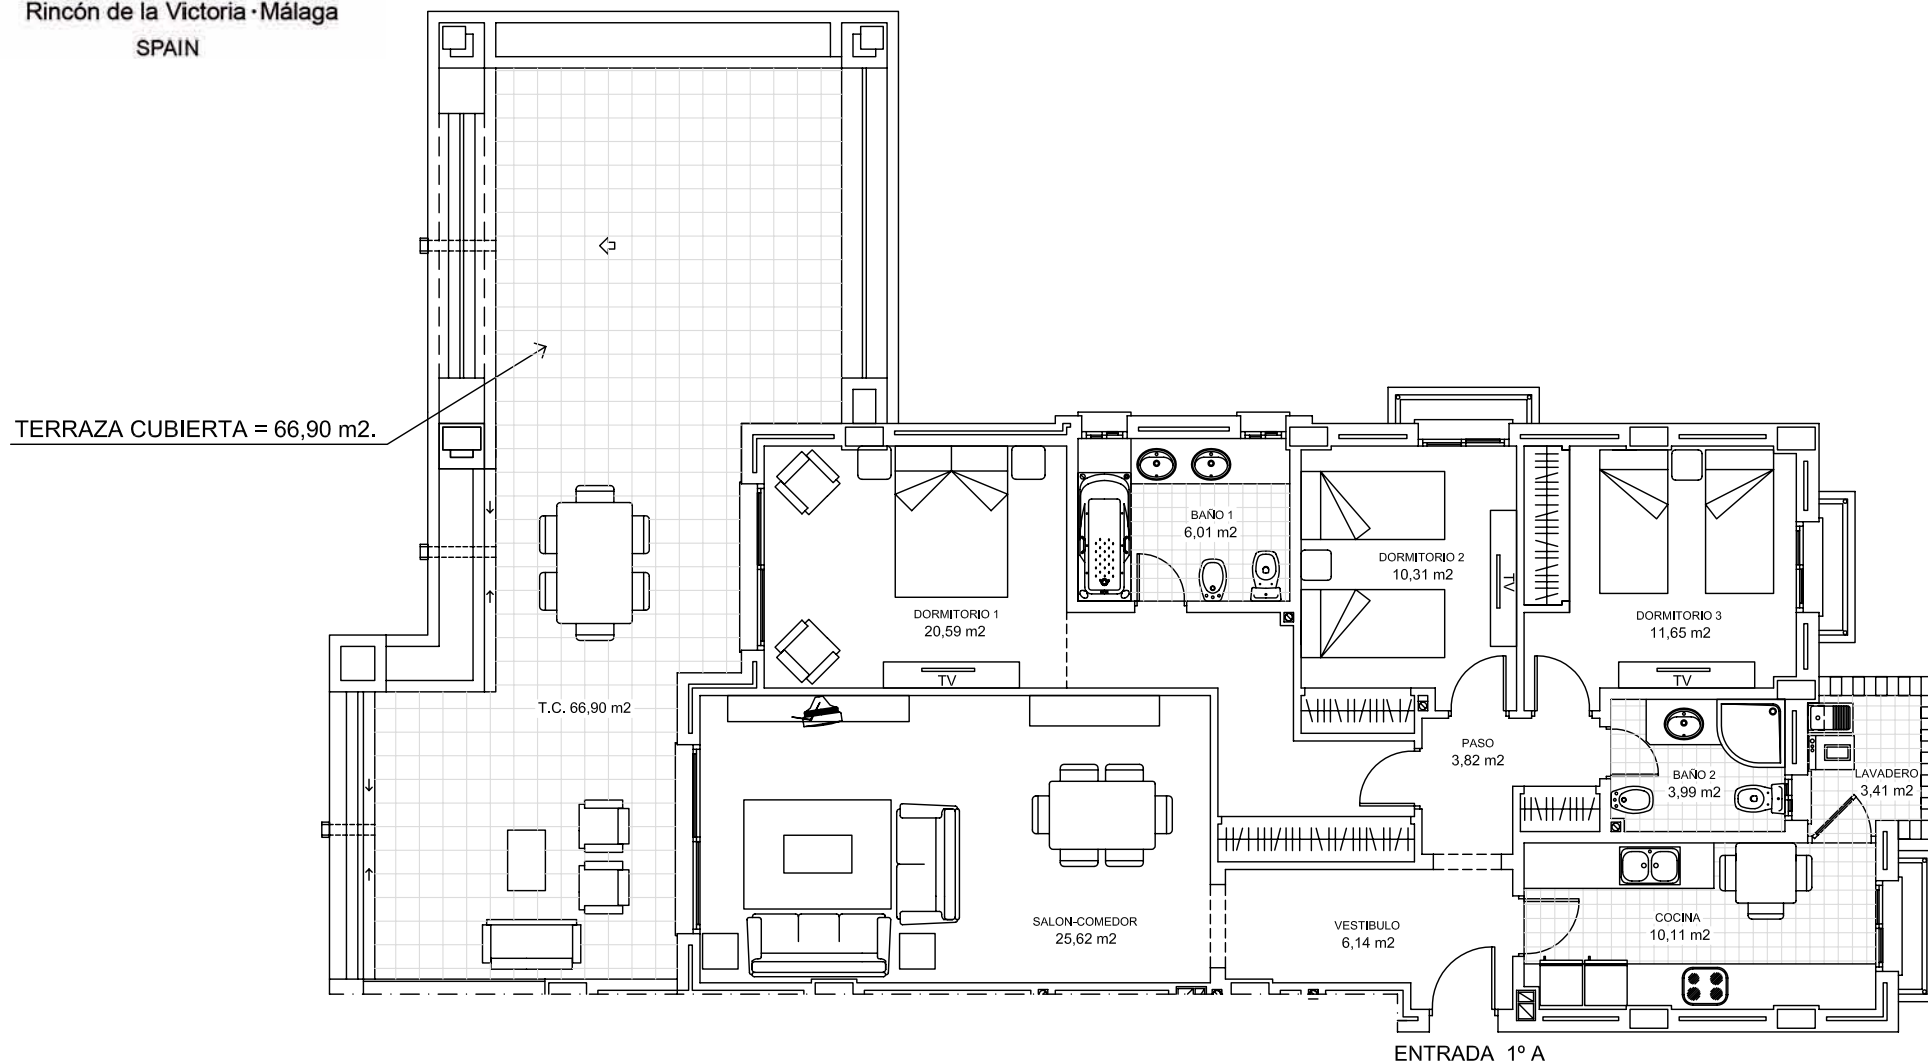 Rincón de la Victoria · Málaga
SPAIN
TERRAZA CUBIERTA = 66,90 m2.
BAÑO 1
6,01 m2
DORMITORIO 2
10,31 m2
TV
DORMITORIO 1
20,59 m2
TV
DORMITORIO 3
11,65 m2
TV
T.C. 66,90 m2
PASO
3,82 m2
BAÑO 2
3,99 m2
LAVADERO
3,41 m2
SALON-COMEDOR
25,62 m2
VESTIBULO
6,14 m2
COCINA
10,11 m2
ENTRADA 1º A